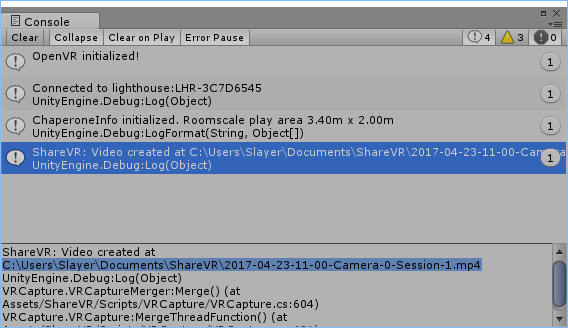 Console
Clear Collapse Clear on Play Error Pause 4 3 0
OpenVR initialized! 1
Connected to lighthouse:LHR-3C7D6545
UnityEngine.Debug:Log(Object) 1
ChaperoneInfo initialized. Roomscale play area 3.40m x 2.00m
UnityEngine.Debug:LogFormat(String, Object[]) 1
ShareVR: Video created at C:\Users\Slayer\Documents\ShareVR\2017-04-23-11-00-Camera
UnityEngine.Debug:Log(Object) 1
ShareVR: Video created at
C:\Users\Slayer\Documents\ShareVR\2017-04-23-11-00-Camera-0-Session-1.mp4
UnityEngine.Debug:Log(Object)
VRCapture.VRCaptureMerger:Merge() (at
Assets/ShareVR/Scripts/VRCapture/VRCapture.cs:604)
VRCapture.VRCapture:MergeThreadFunction() (at